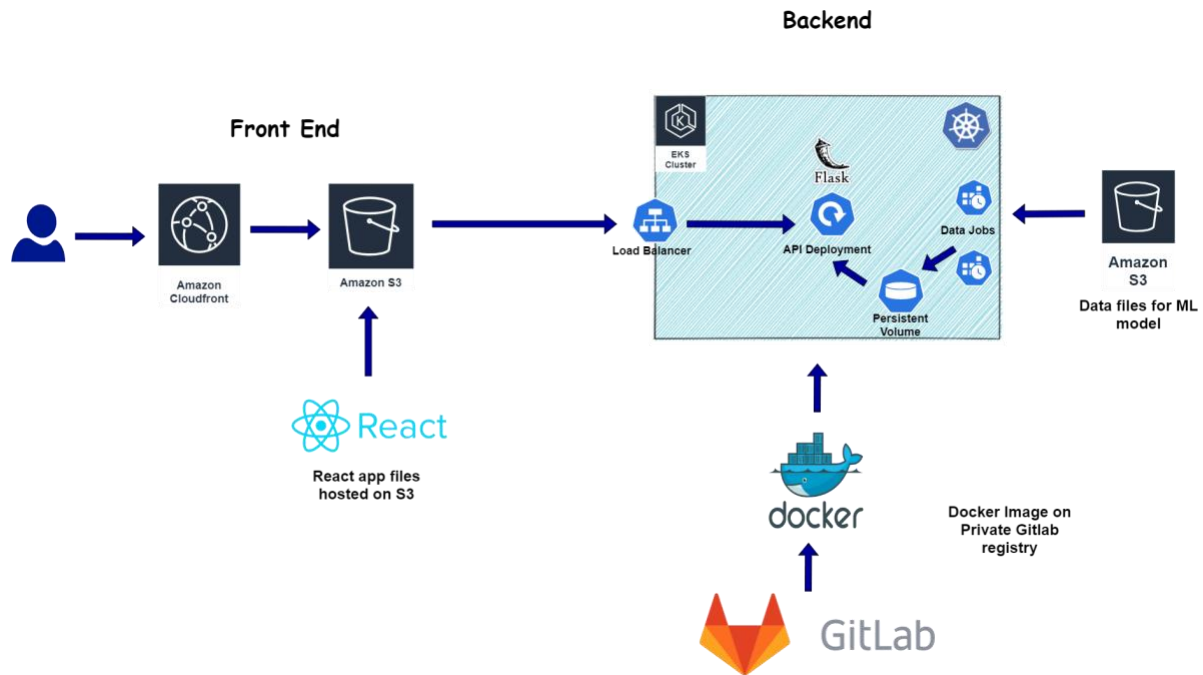 Backend
Front End
EKS
Cluster
Flask
Load Balancer
API Deployment
Data Jobs
Persistent
Volume
Amazon
Cloudfront
Amazon S3
Amazon
S3
Data files for ML
model
React
React app files
hosted on S3
docker
Docker Image on
Private Gitlab
registry
GitLab